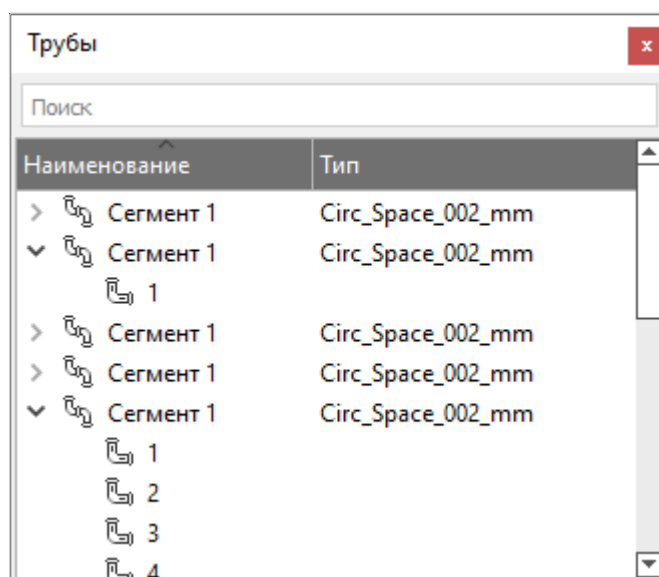 Трубы
x
Поиск
Наименование Тип
Сегмент 1 Circ_Space_002_mm
Сегмент 1 Circ_Space_002_mm
1
Сегмент 1 Circ_Space_002_mm
Сегмент 1 Circ_Space_002_mm
Сегмент 1 Circ_Space_002_mm
1
2
3
4